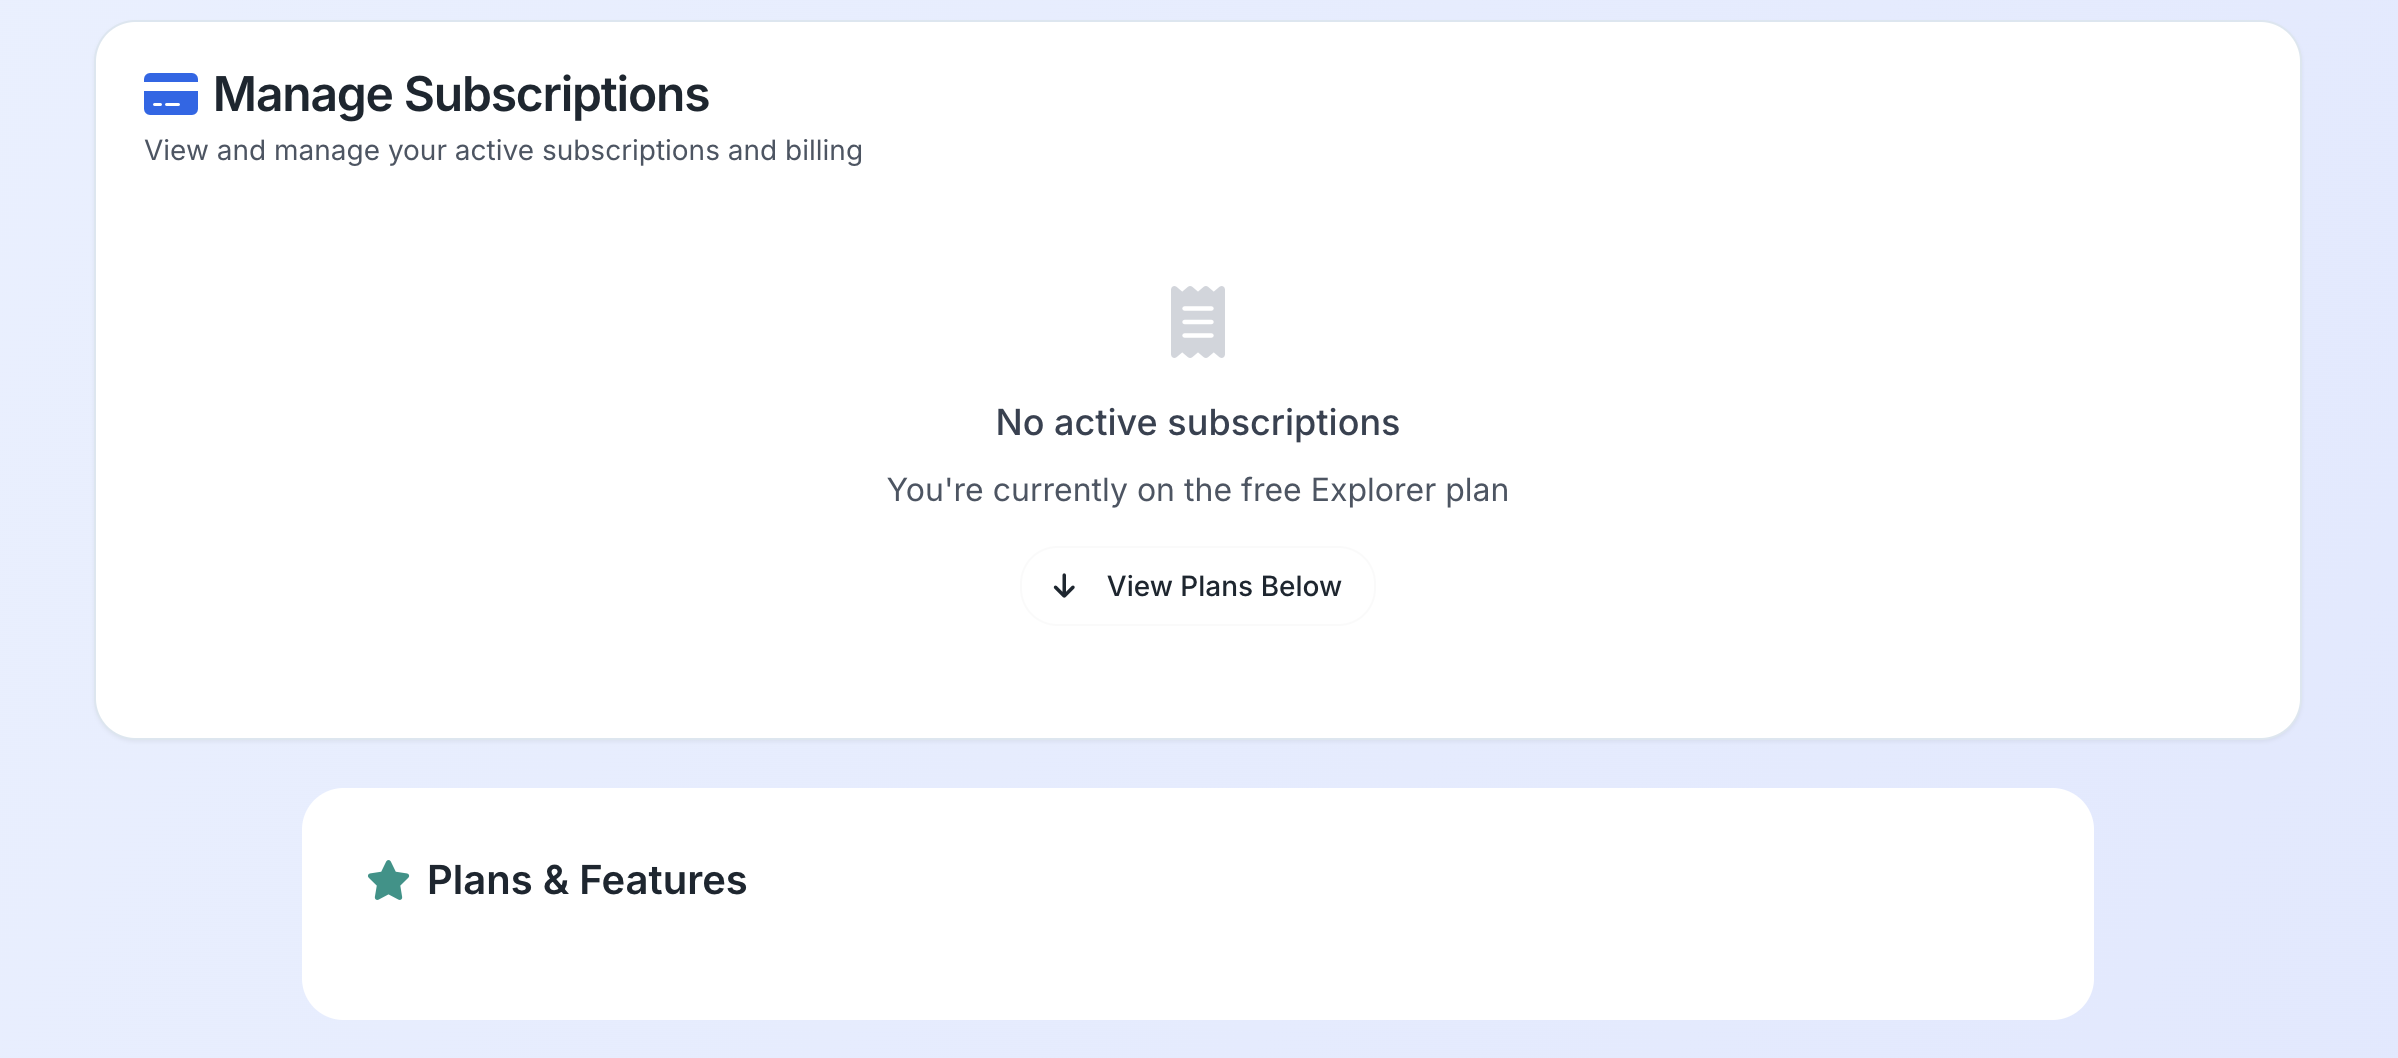 Manage Subscriptions
View and manage your active subscriptions and billing
No active subscriptions
You're currently on the free Explorer plan
View Plans Below
Plans & Features